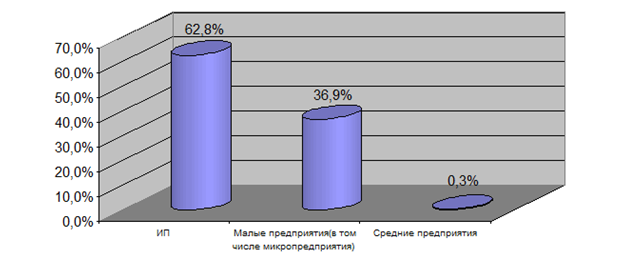 62,8%
36,9%
0,3%
70,0%
60,0%
50,0%
40,0%
30,0%
20,0%
10,0%
0,0%
ИП
Малые предприятия(в том
числе микропредприятия)
Средние предприятия